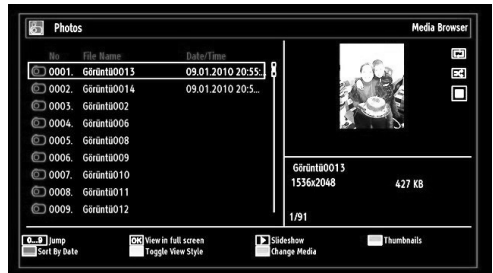 Photos Media Browser
No File Name Date/Time
0001. Görüntü0013 09.01.2010 20:55:.
0002. Görüntü0014 09.01.2010 20:5...
0003. Görüntü002
0004. Görüntü006
0005. Görüntü008
0006. Görüntü009
0007. Görüntü010
0008. Görüntü011
0009. Görüntü012
Görüntü0013
1536x2048 427 KB
1/91
0...9 Jump OK View in full screen Slideshow Thumbnails
Sort By Date Toggle View Style Change Media